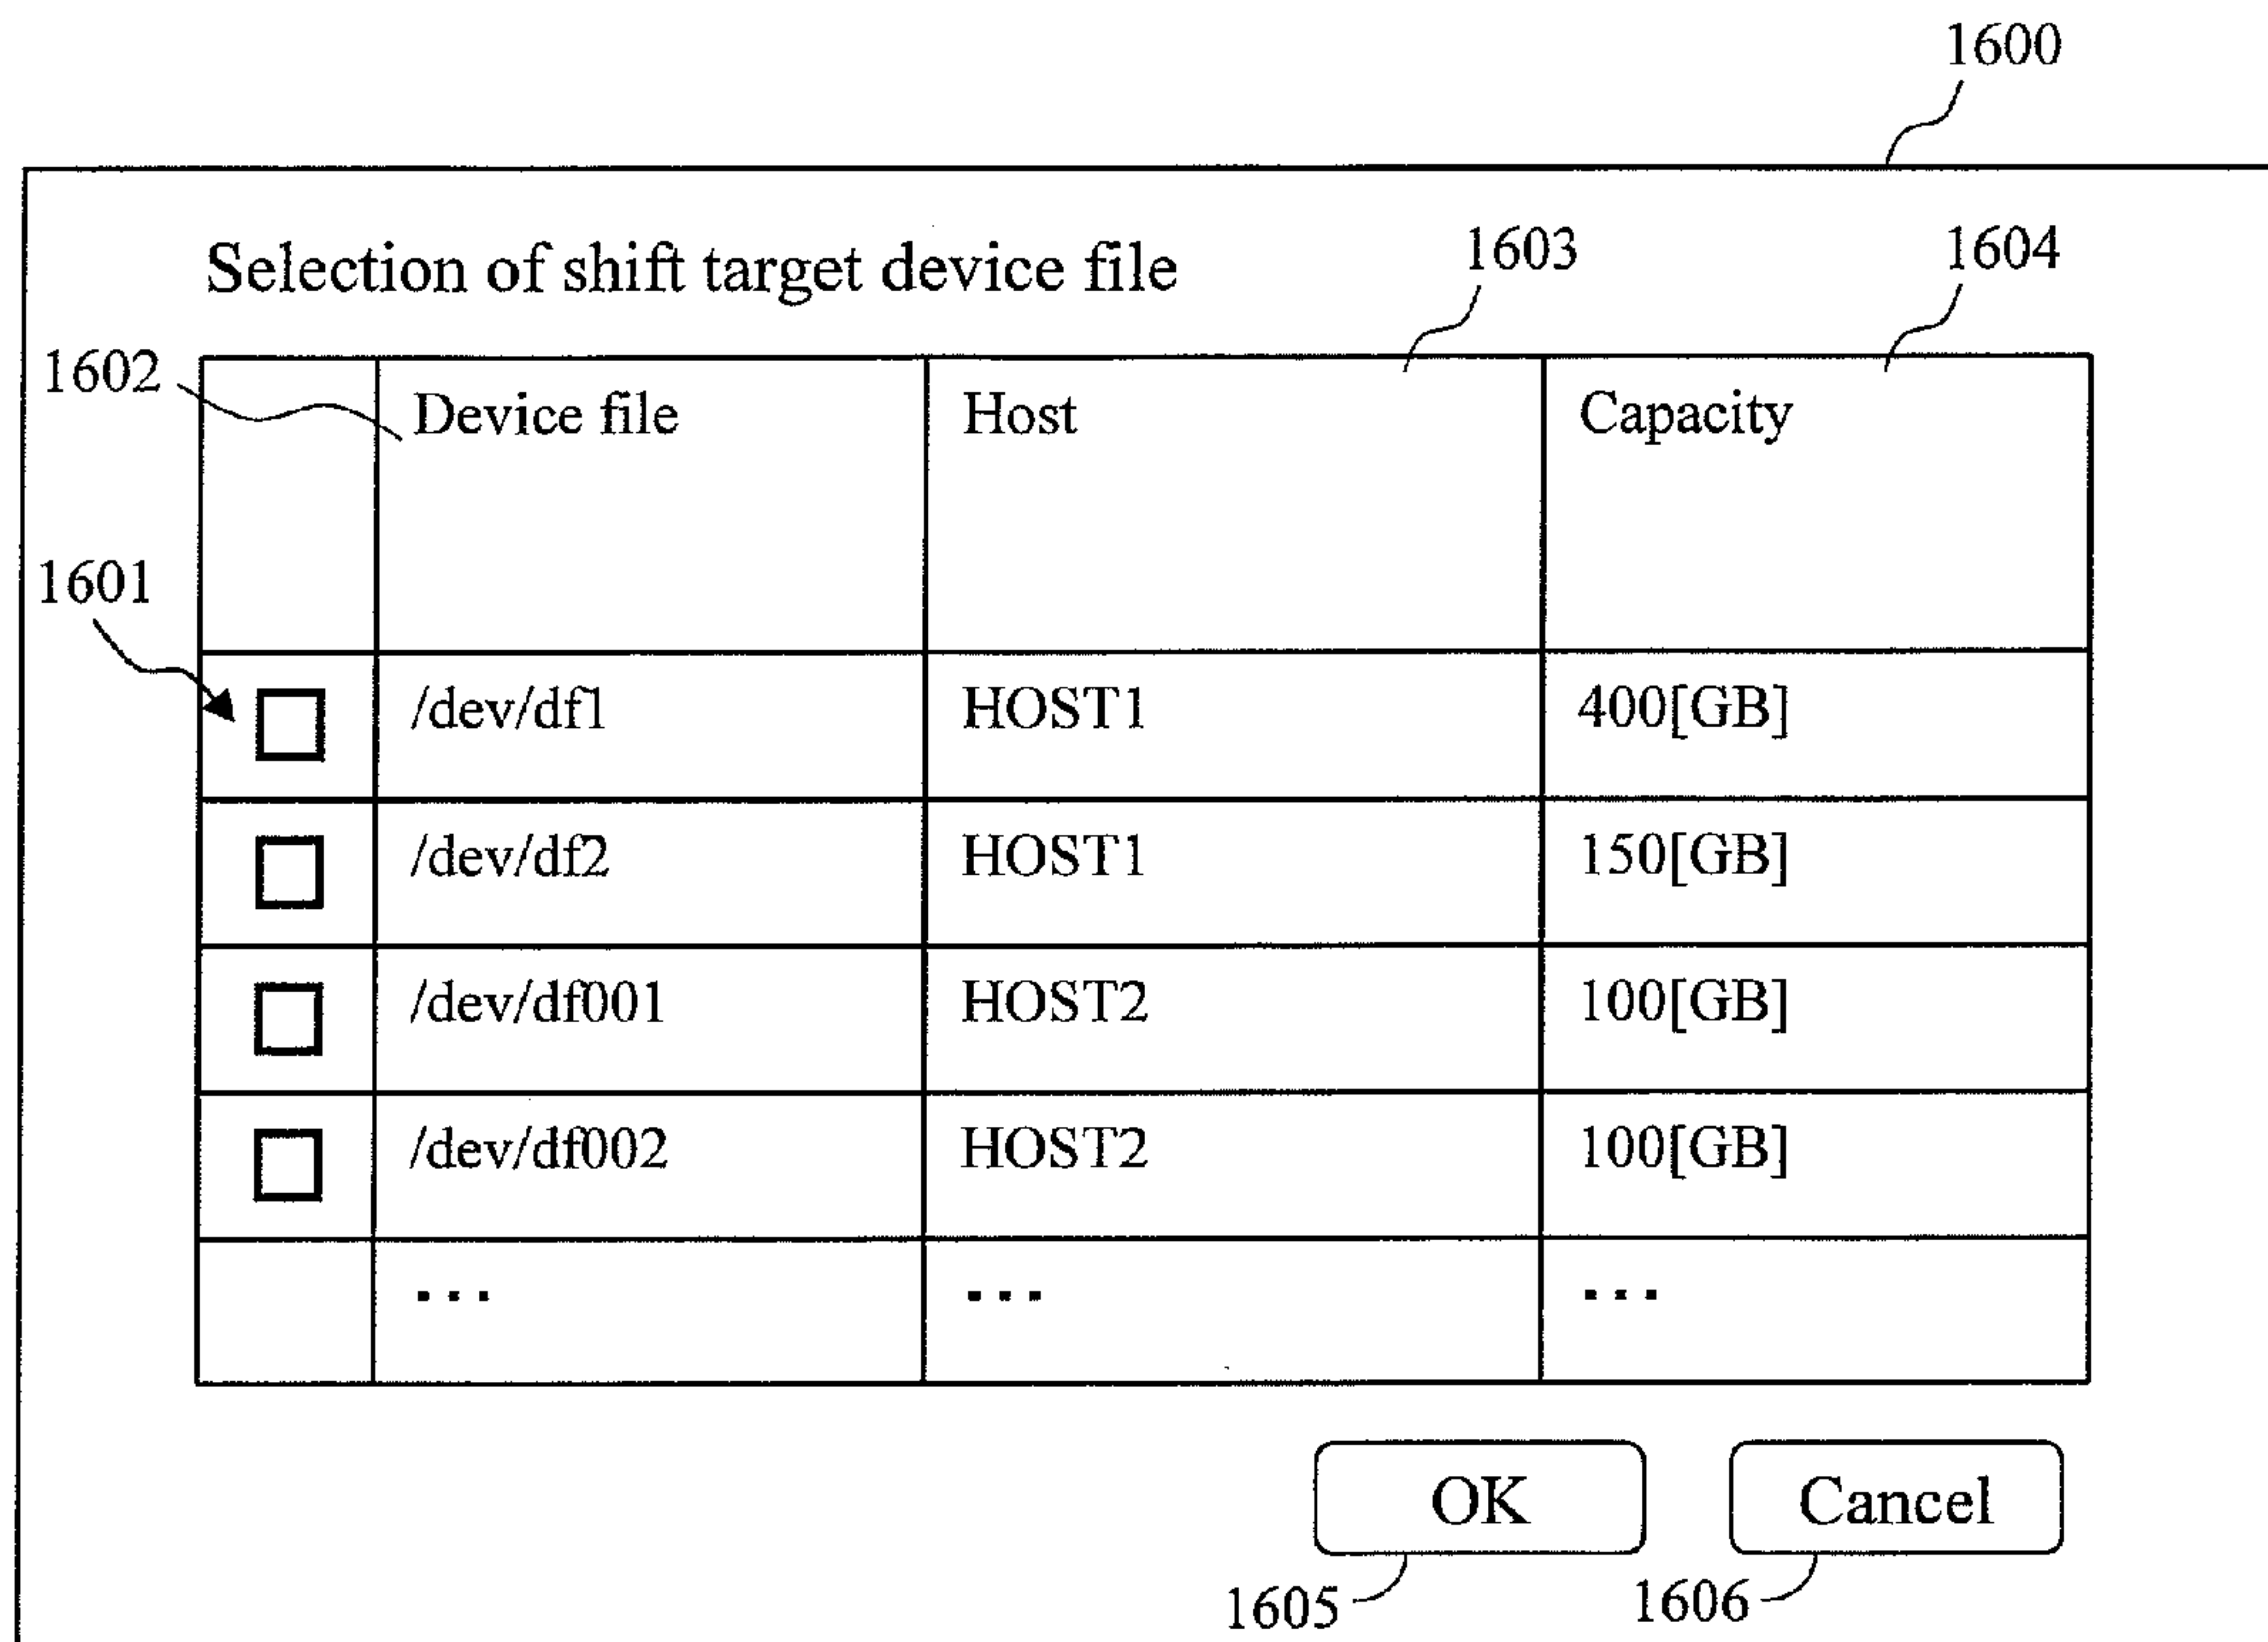 1600
Selection of shift target device file
1603
1604
1602
Device file Host Capacity
1601
/dev/df1 HOST1 400[GB]
/dev/df2 HOST1 150[GB]
/dev/df001 HOST2 100[GB]
/dev/df002 HOST2 100[GB]
... ... ...
OK Cancel
1605 1606